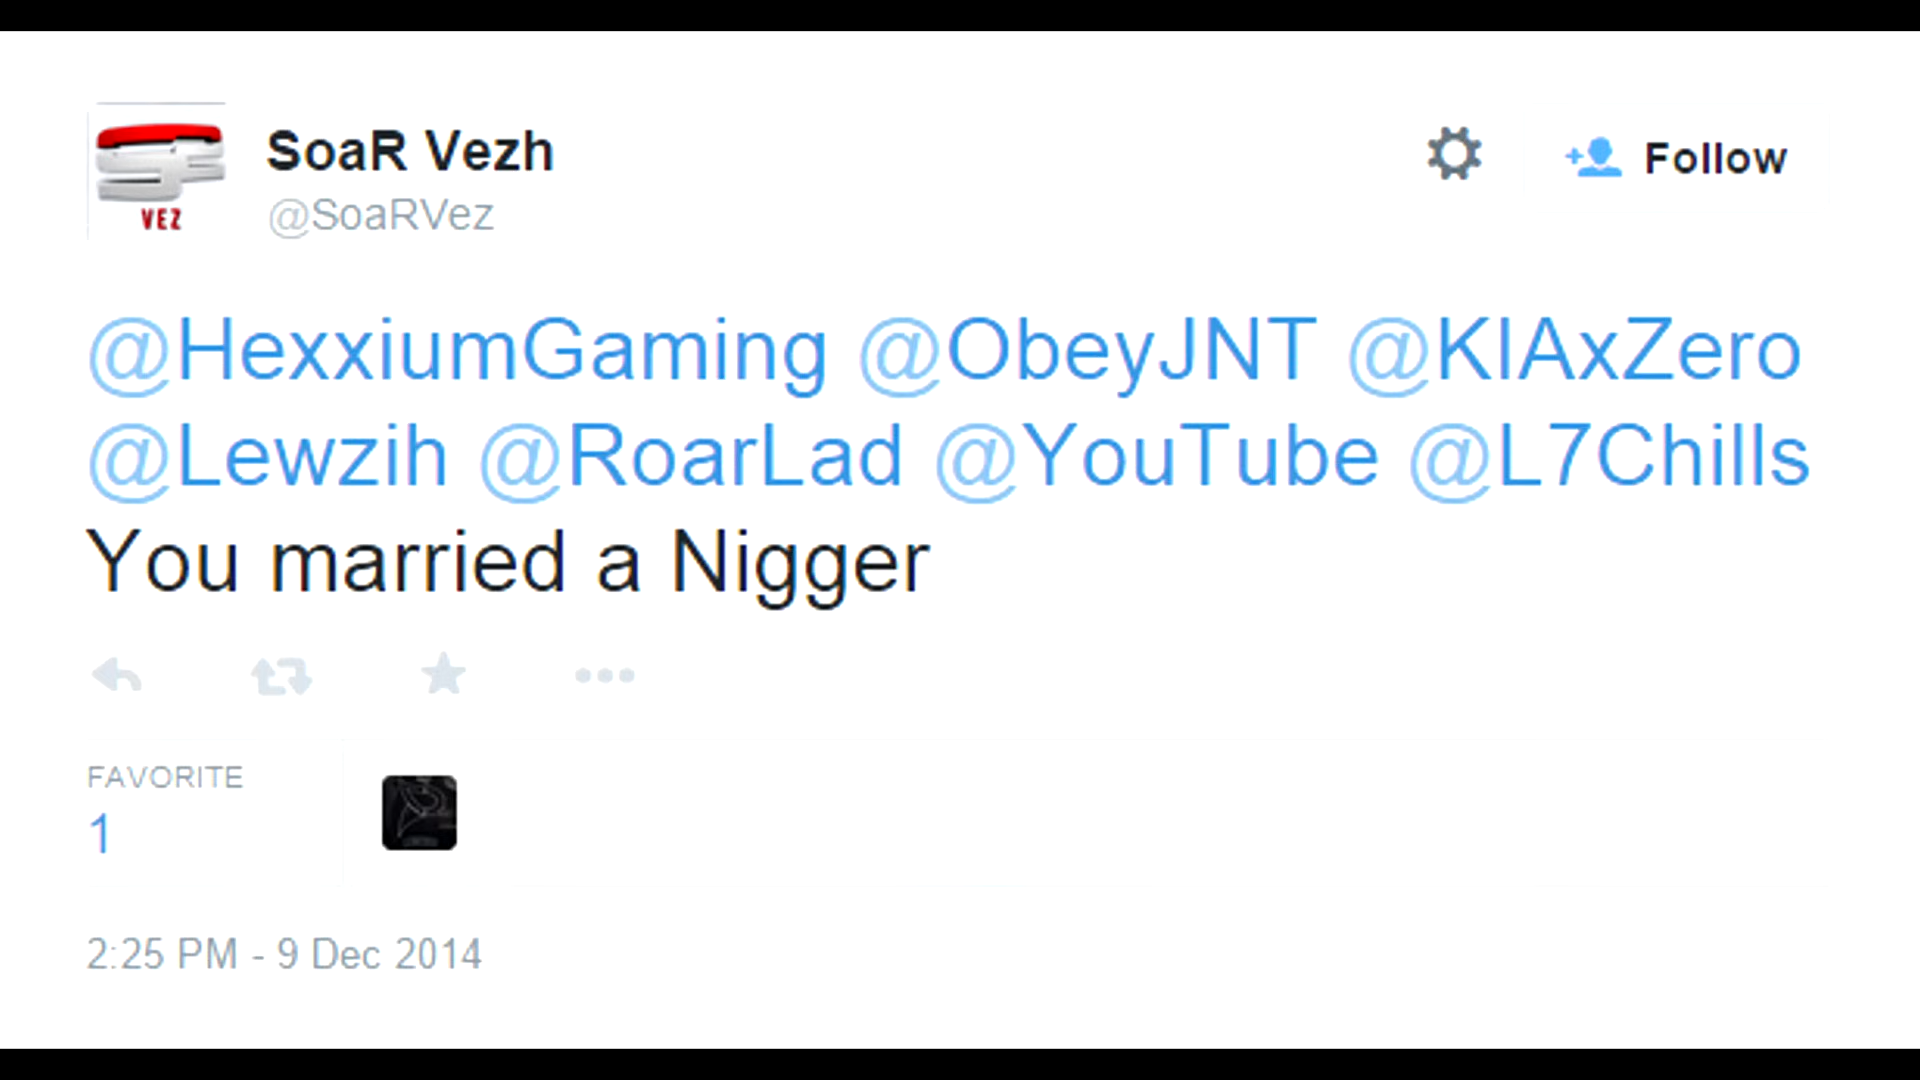 VEZ
SoaR Vezh
@SoaRVez
Follow
@HexxiumGaming @ObeyJNT @KIAxZero
@Lewzih @RoarLad @YouTube @L7Chills
You married a Nigger
FAVORITE
1
2:25 PM - 9 Dec 2014